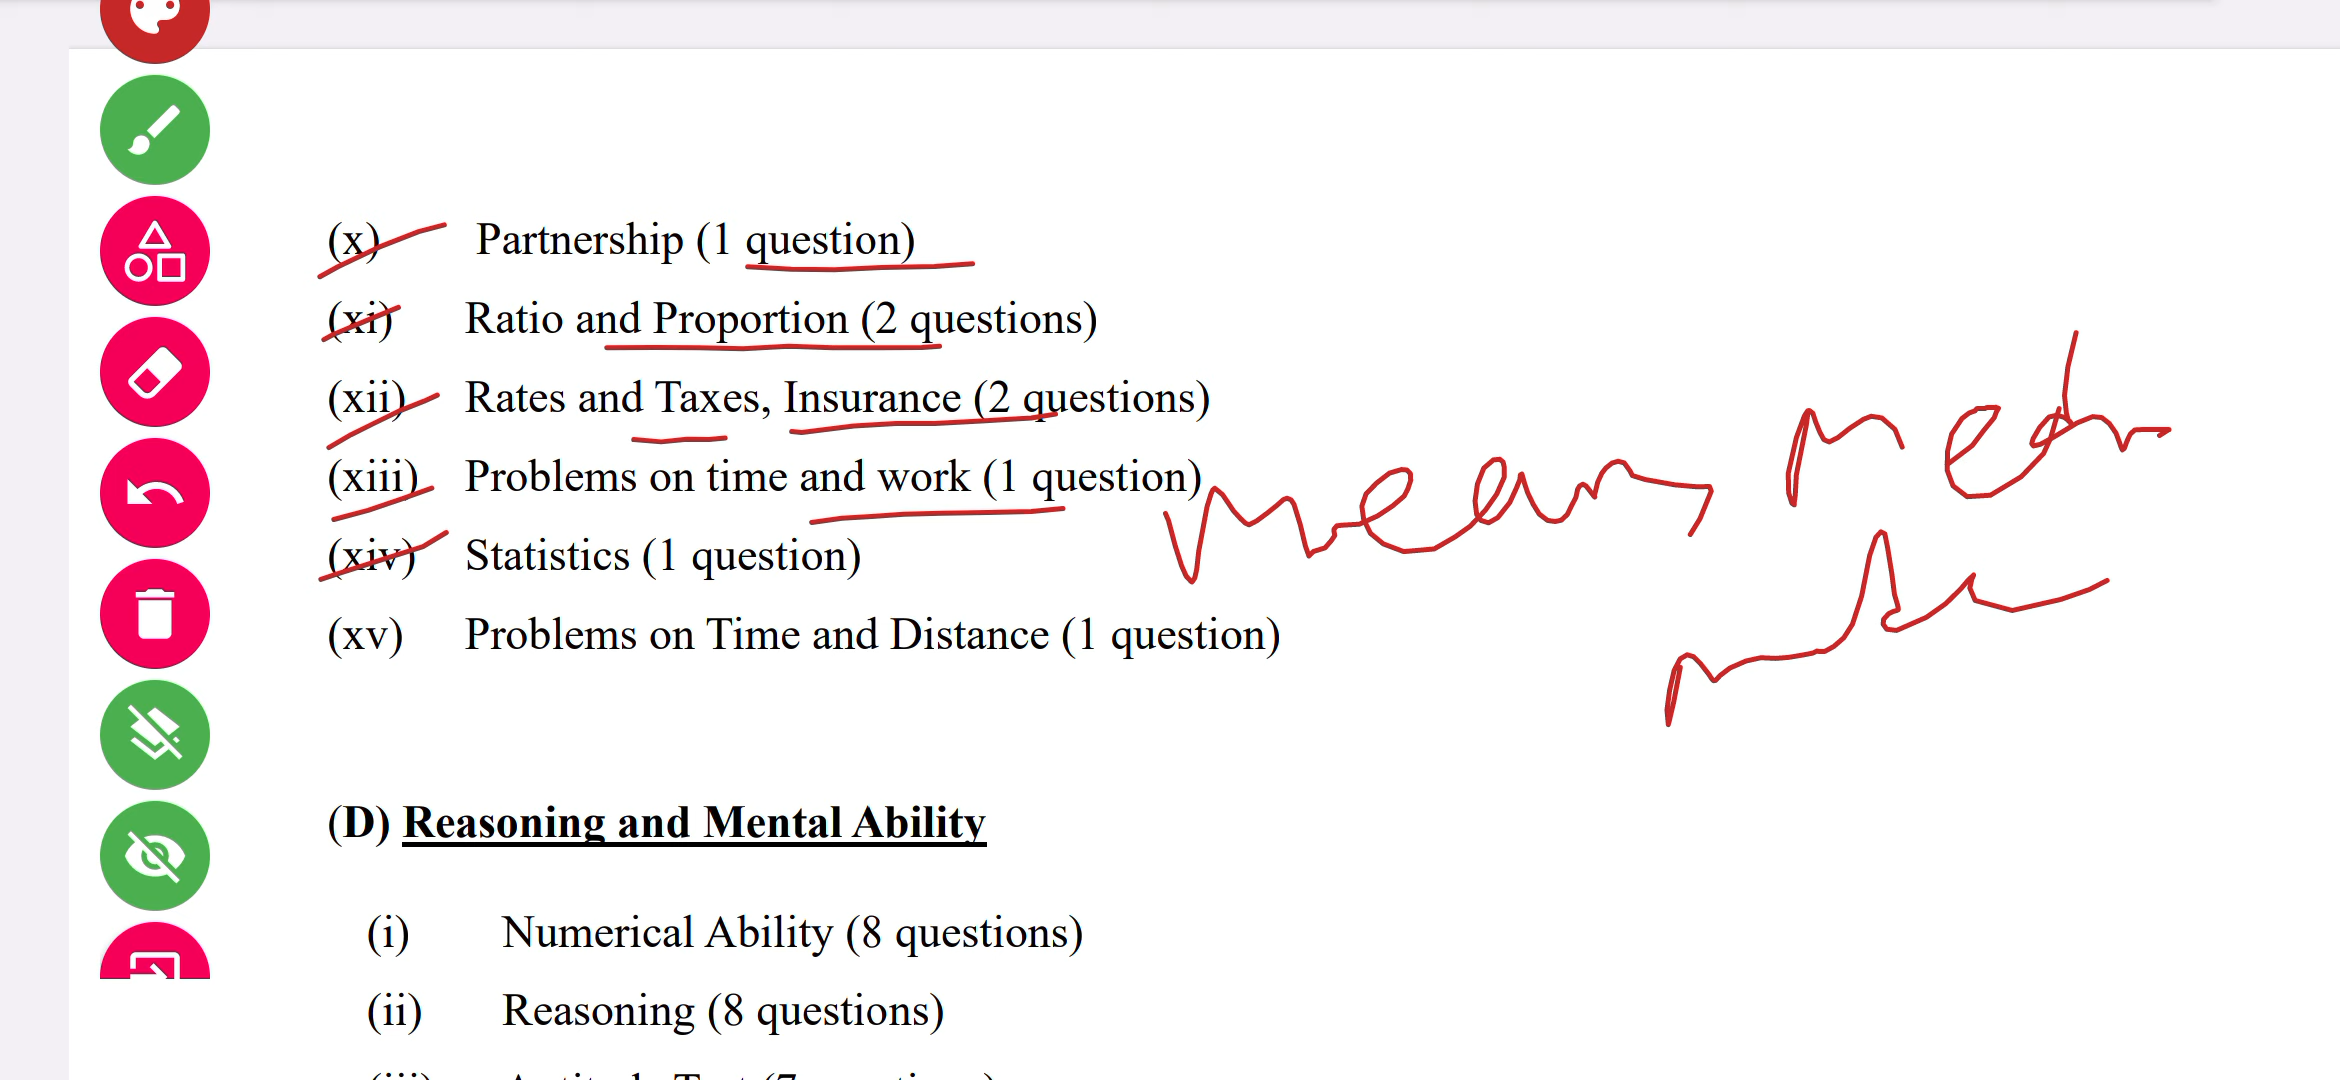 (x) Partnership (1 question)
(xi) Ratio and Proportion (2 questions)
(xii) Rates and Taxes, Insurance (2 questions)
(xiii) Problems on time and work (1 question)
(xiv) Statistics (1 question)
mean, med
(xv) Problems on Time and Distance (1 question)
(D) Reasoning and Mental Ability
(i) Numerical Ability (8 questions)
(ii) Reasoning (8 questions)